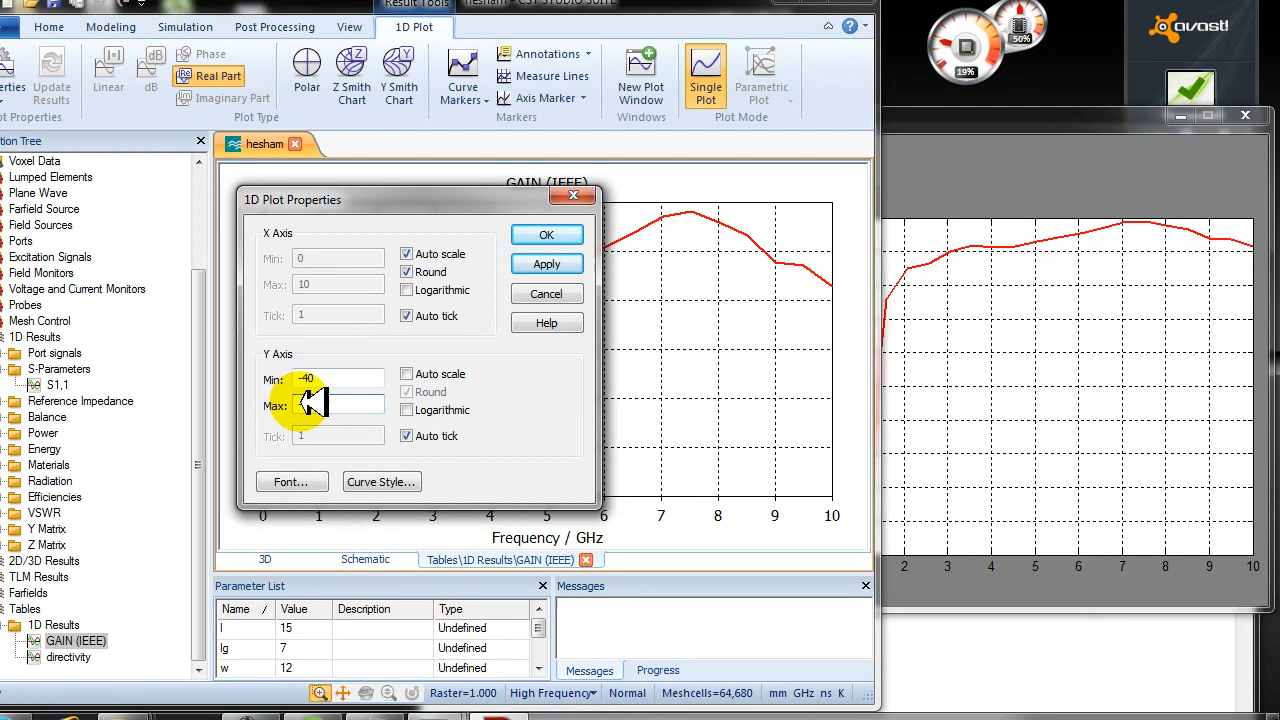 Result Tools
hesham - CST STUDIO SUITE
Home
Modeling
Simulation
Post Processing
View
1D Plot
Update
Results
Linear
dB
Phase
Real Part
Imaginary Part
Plot Type
Polar
Z Smith
Chart
Y Smith
Chart
Curve
Markers
Annotations
Measure Lines
Axis Marker
Markers
New Plot
Window
Windows
Single
Plot
Parametric
Plot
Plot Mode
19%
50%
avast!
hesham
Voxel Data
Lumped Elements
Plane Wave
Farfield Source
Field Sources
Ports
Excitation Signals
Field Monitors
Voltage and Current Monitors
Probes
Mesh Control
1D Results
Port signals
S-Parameters
S1,1
Reference Impedance
Balance
Power
Energy
Materials
Radiation
Efficiencies
VSWR
Y Matrix
Z Matrix
2D/3D Results
TLM Results
Farfields
Tables
1D Results
GAIN (IEEE)
directivity
GAIN (IEEE)
1D Plot Properties
X Axis
Min: 0
Max: 10
Tick: 1
Auto scale
Round
Logarithmic
Auto tick
OK
Apply
Cancel
Help
Y Axis
Min: -40
Max:
Tick: 1
Auto scale
Round
Logarithmic
Auto tick
Font...
Curve Style...
0 1 2 3 4 5 6 7 8 9 10
Frequency / GHz
2 3 4 5 6 7 8 9 10
3D
Schematic
Tables\1D Results\GAIN (IEEE)
Parameter List
Name / Value Description Type
l 15 Undefined
lg 7 Undefined
w 12 Undefined
Messages
Messages
Progress
Raster=1.000
High Frequency
Normal
Meshcells=64,680
mm GHz ns K